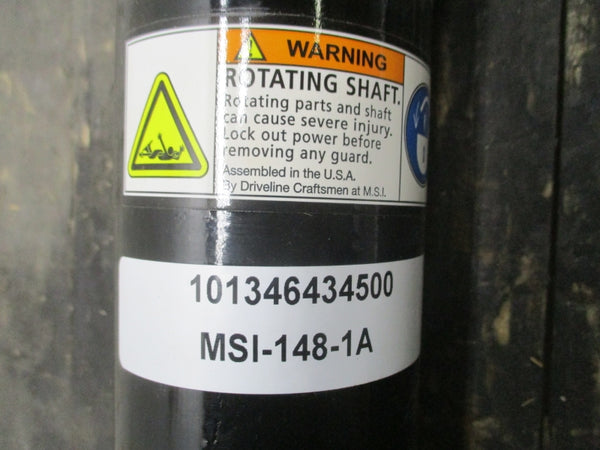 WARNING
ROTATING SHAFT.
Rotating parts and shaft
can cause severe injury.
Lock out power before
removing any guard.
Assembled in the U.S.A.
By Driveline Craftsmen at M.S.I.
101346434500
MSI-148-1A